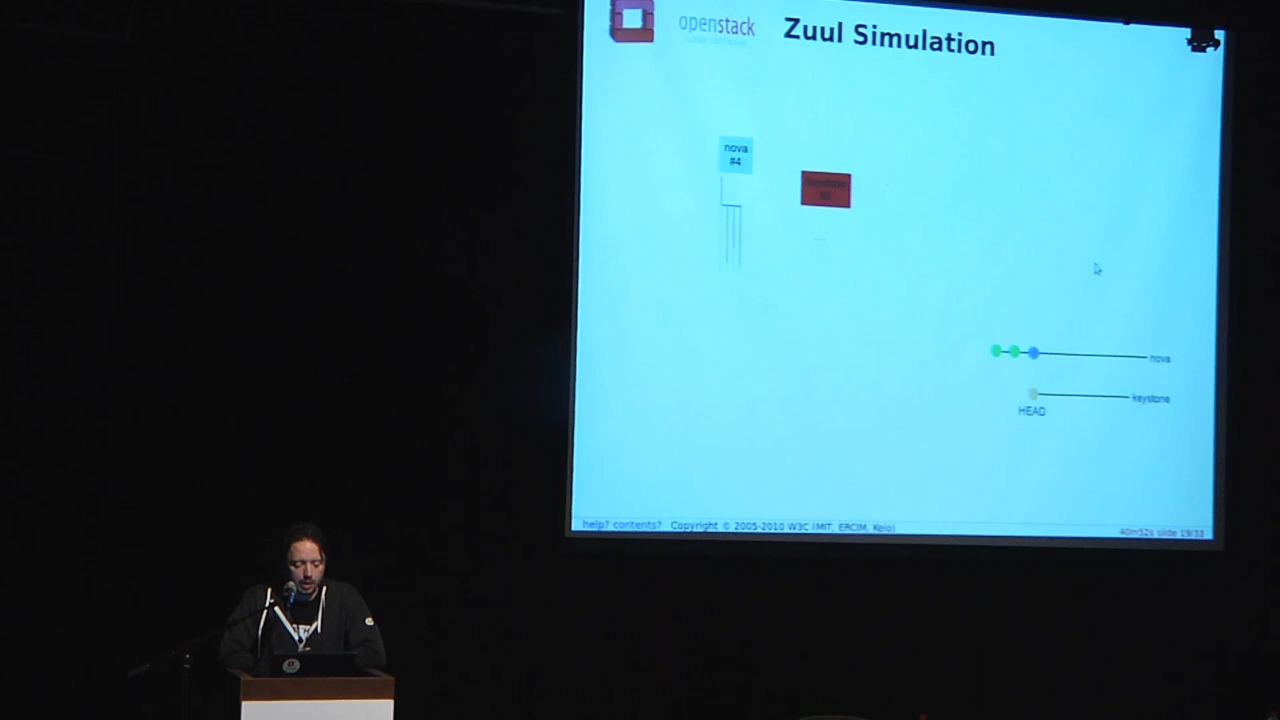 openstack
Zuul Simulation
nova
#4
nova
keystone
HEAD
help? contents? Copyright © 2005-2010 W3C (MIT, ERCIM, Keio)
40m52s slide 19/33